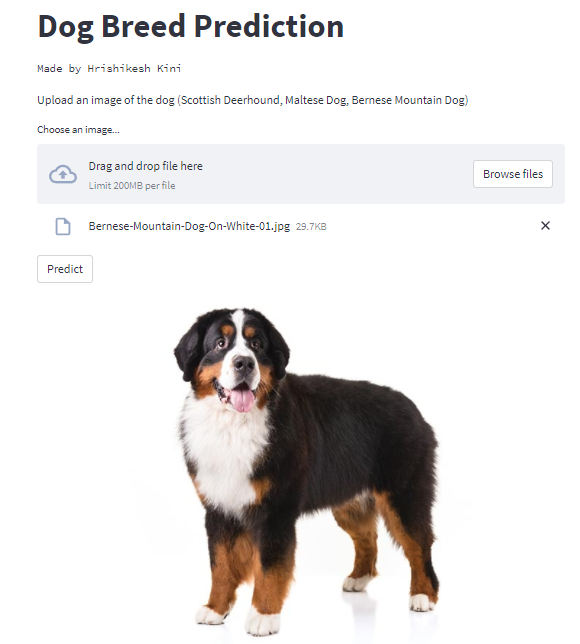 Dog Breed Prediction
Made by Hrishikesh Kini
Upload an image of the dog (Scottish Deerhound, Maltese Dog, Bernese Mountain Dog)
Choose an image...
Drag and drop file here
Limit 200MB per file
Browse files
Bernese-Mountain-Dog-On-White-01.jpg 29.7KB
Predict